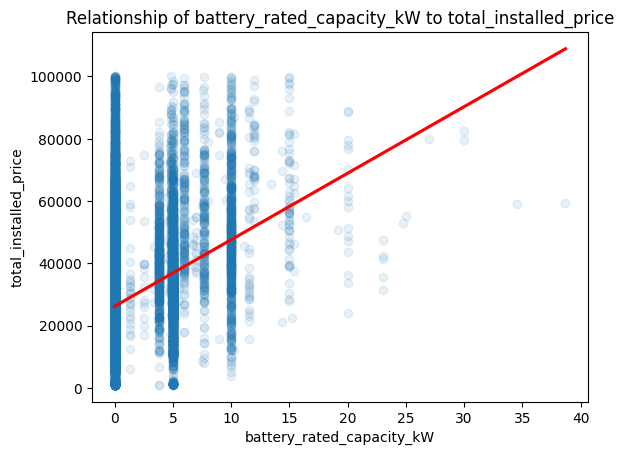 Relationship of battery_rated_capacity_kW to total_installed_price
total_installed_price
100000
80000
60000
40000
20000
0
0 5 10 15 20 25 30 35 40
battery_rated_capacity_kW